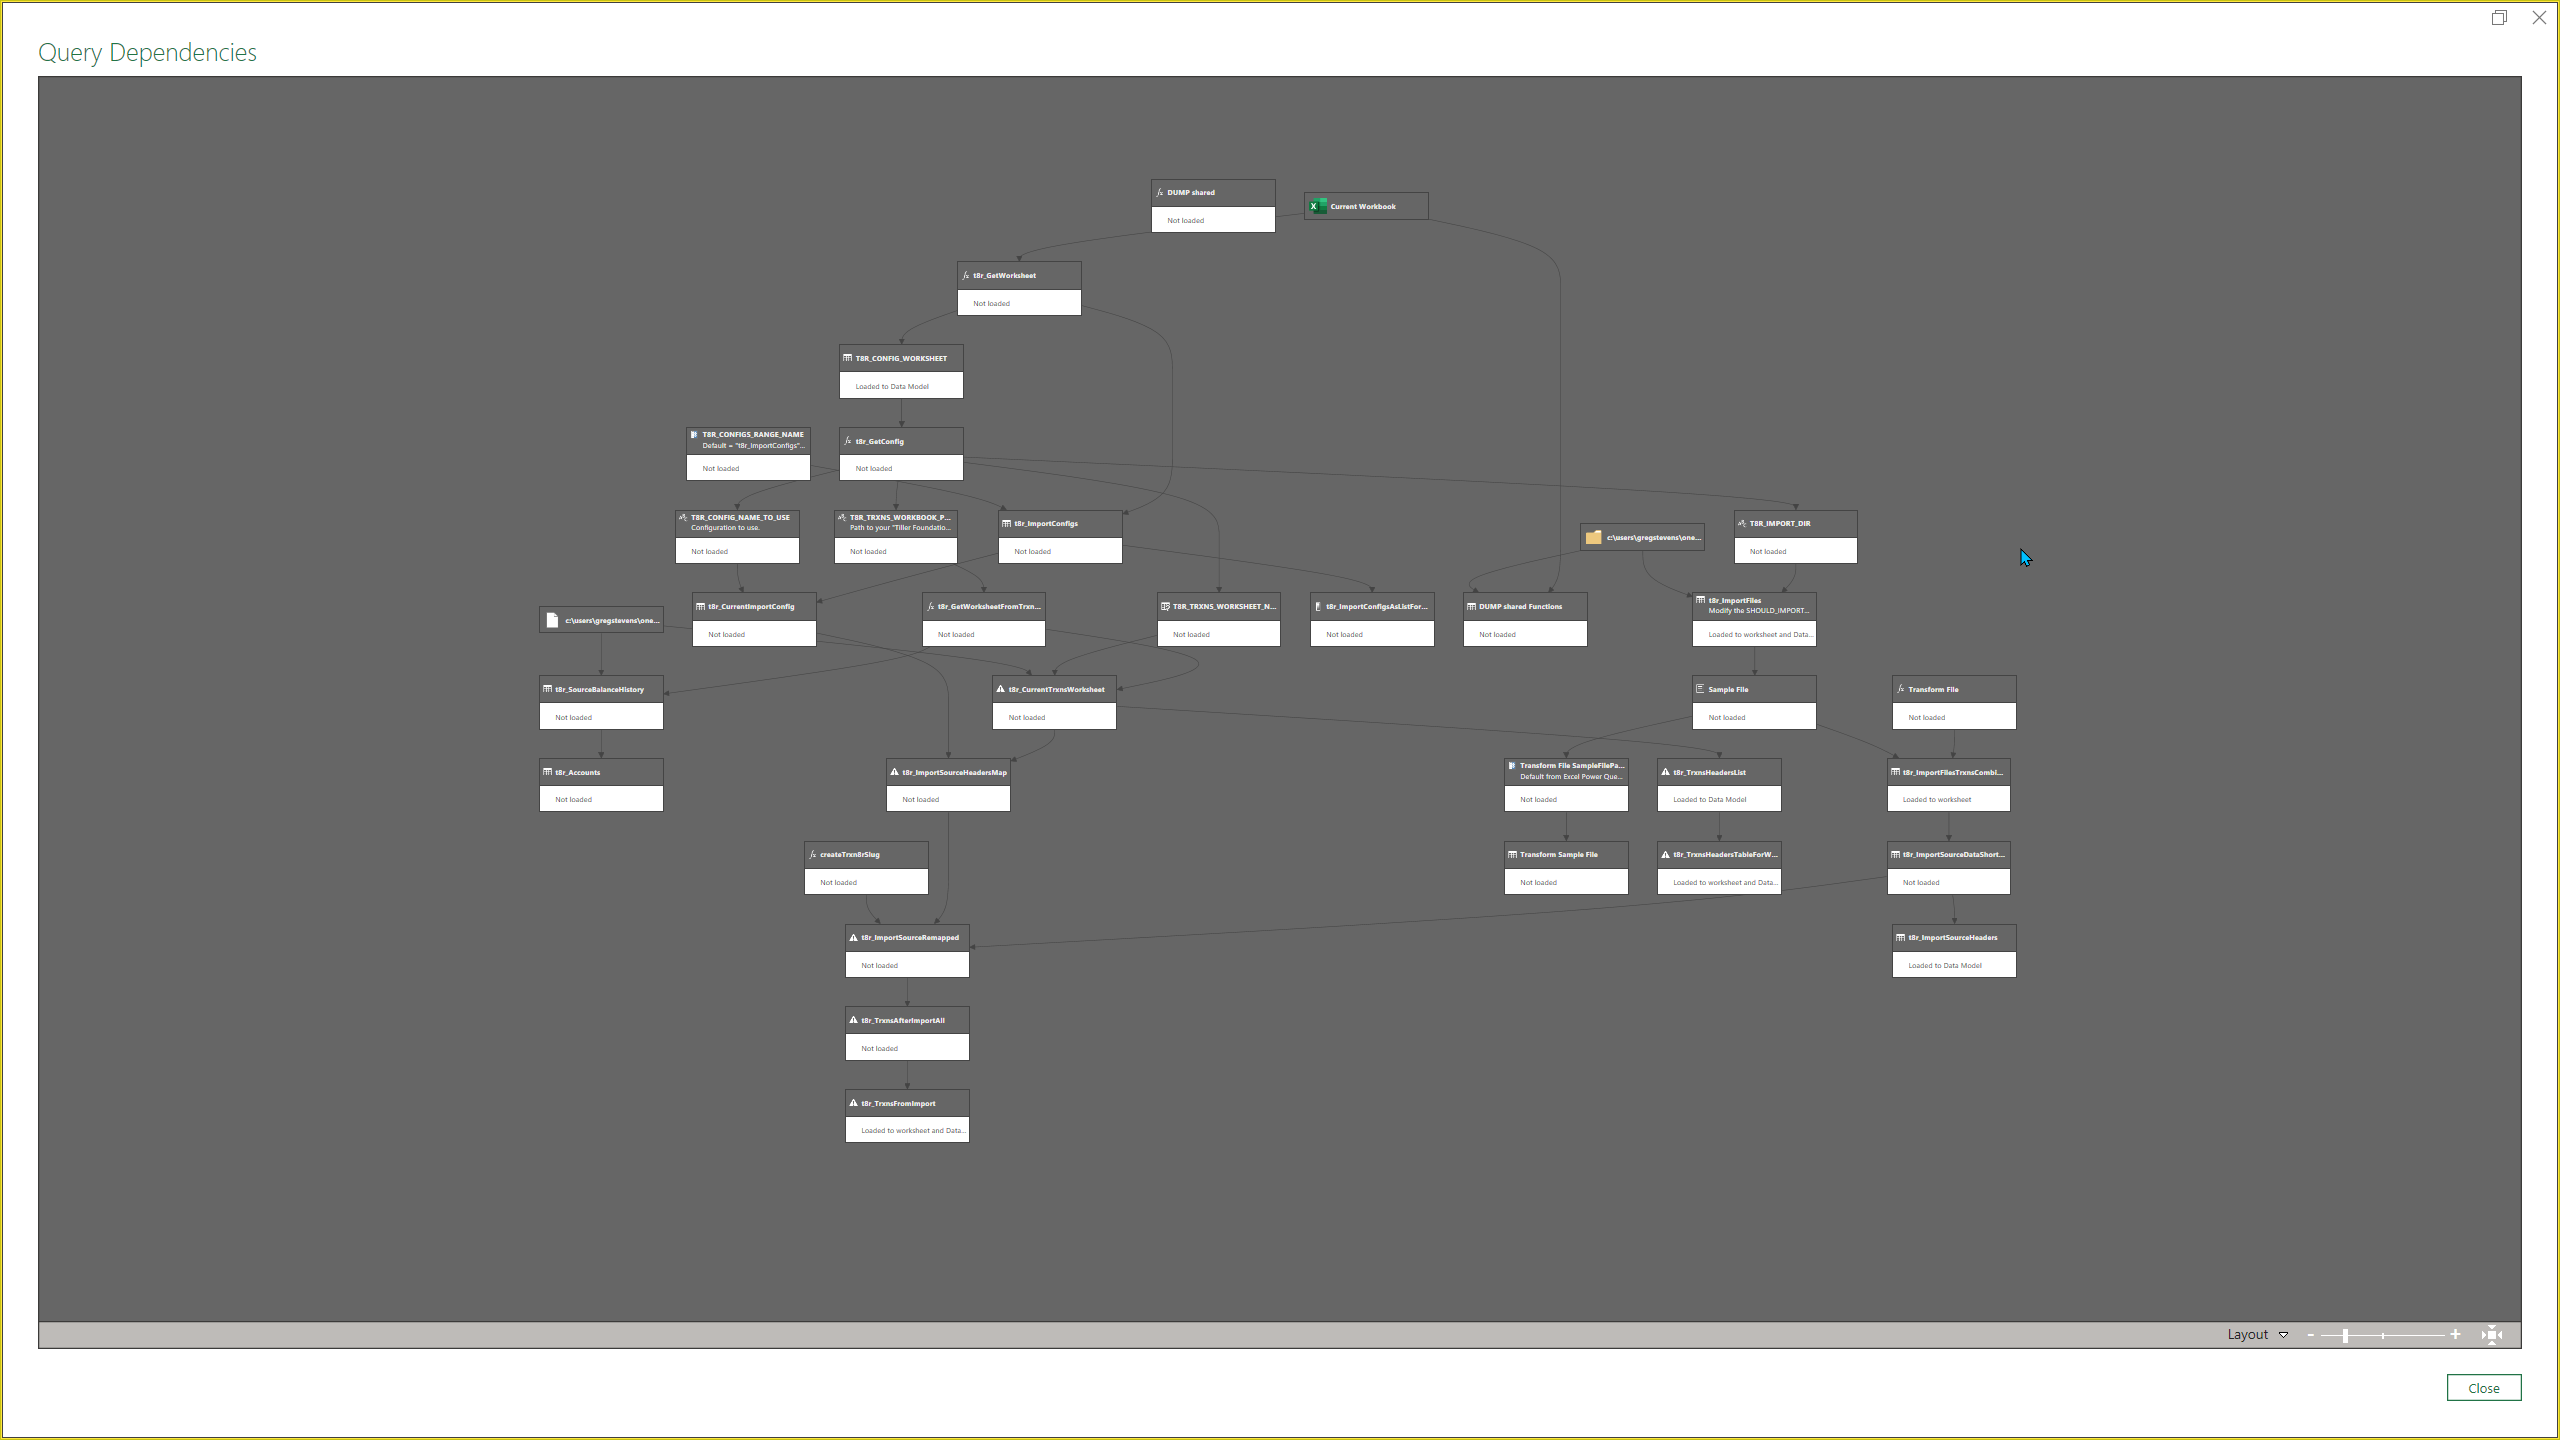 Query Dependencies
DUMP shared
Not loaded
Current Workbook
t8r_GetWorksheet
Not loaded
T8R_CONFIG_WORKSHEET
Loaded to Data Model
T8R_CONFIGS_RANGE_NAME
Default = "t8r_ImportConfigs"...
Not loaded
t8r_GetConfig
Not loaded
T8R_CONFIG_NAME_TO_USE
Configuration to use.
Not loaded
T8R_TRXNS_WORKBOOK_P...
Path to your "Tiller Foundatio...
Not loaded
t8r_ImportConfigs
Not loaded
c:\users\gregstevens\one...
T8R_IMPORT_DIR
Not loaded
c:\users\gregstevens\one...
t8r_CurrentImportConfig
Not loaded
t8r_GetWorksheetFromTrxn...
Not loaded
T8R_TRXNS_WORKSHEET_N...
Not loaded
t8r_ImportConfigsAsListFor...
Not loaded
DUMP shared Functions
Not loaded
t8r_ImportFiles
Modify the SHOULD_IMPORT...
Loaded to worksheet and Data...
t8r_SourceBalanceHistory
Not loaded
t8r_CurrentTrxnsWorksheet
Not loaded
Sample File
Not loaded
Transform File
Not loaded
t8r_Accounts
Not loaded
t8r_ImportSourceHeadersMap
Not loaded
Transform File SampleFilePa...
Default from Excel Power Que...
Not loaded
t8r_TrxnsHeadersList
Loaded to Data Model
t8r_ImportFilesTrxnsCombi...
Loaded to worksheet
createTrxn8rSlug
Not loaded
Transform Sample File
Not loaded
t8r_TrxnsHeadersTableForW...
Loaded to worksheet and Data...
t8r_ImportSourceDataShort...
Not loaded
t8r_ImportSourceRemapped
Not loaded
t8r_ImportSourceHeaders
Loaded to Data Model
t8r_TrxnsAfterImportAll
Not loaded
t8r_TrxnsFromImport
Loaded to worksheet and Data...
Layout
Close